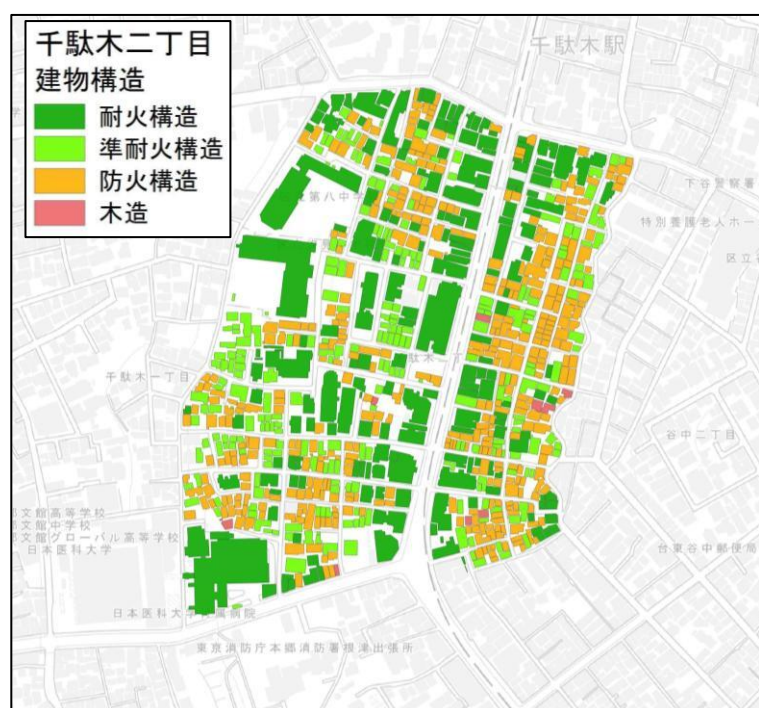 千駄木二丁目
建物構造
耐火構造
準耐火構造
防火構造
木造
千駄木駅
下谷警察署
特別養護老人ホー
区立
第八中学
千駄木二丁
千駄木一丁目
谷中二丁目
文館高等学校
文館中学校
文館グローバル高等学校
日本医科大学
台東谷中郵便局
日本医科大学
属病院
東京消防庁本郷消防署根津出張所